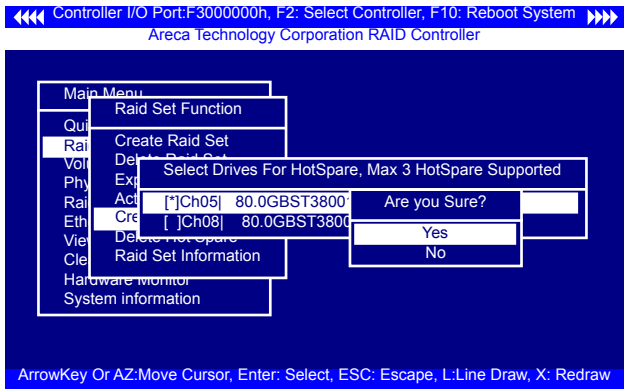 Controller I/O Port:F3000000h, F2: Select Controller, F10: Reboot System
Areca Technology Corporation RAID Controller
Main Menu
Raid Set Function
Create Raid Set
Select Drives For HotSpare, Max 3 HotSpare Supported
[*]Ch05| 80.0GBST3800
Are you Sure?
[ ]Ch08| 80.0GBST3800
Yes
No
Delete Hot Spare
Raid Set Information
Hardware Monitor
System information
ArrowKey Or AZ:Move Cursor, Enter: Select, ESC: Escape, L:Line Draw, X: Redraw